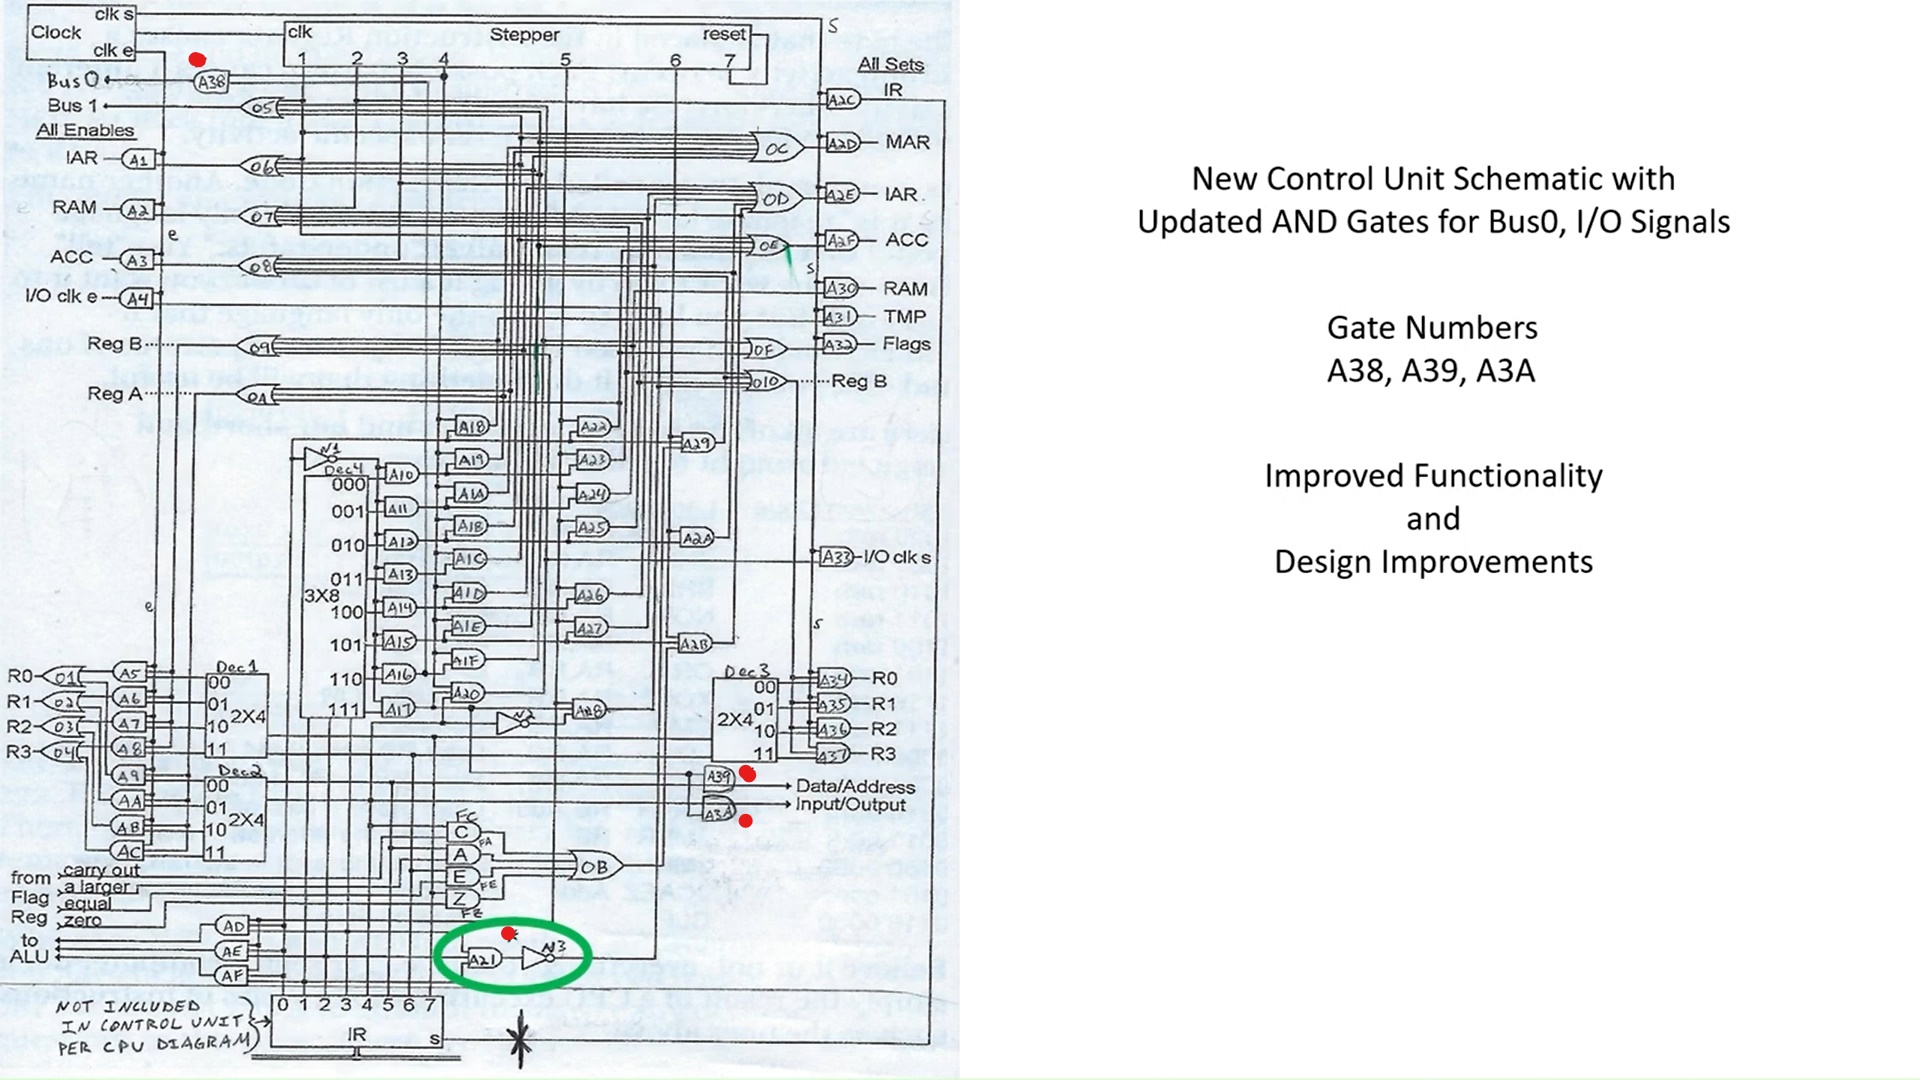 clk s
Clock
clk e
clk
Stepper
reset
1 2 3 4 5 6 7
S
Bus 0
A38
All Sets
Bus 1
05
A2C
IR
All Enables
OC
A2D
MAR
IAR
A1
06
OD
A2E
IAR
RAM
A2
07
e
OE
A2F
ACC
ACC
A3
08
s
A30
RAM
I/O clk e
A4
A31
TMP
Reg B
09
OF
A32
Flags
010
Reg B
Reg A
0A
A18
A22
A29
N1
Dec4
A19
A23
A10
000
A1A
A24
001
A11
A1B
A25
010
A12
A2A
A1C
A33
I/O clk s
011
A13
3X8
A1D
A26
100
A14
A1E
A27
e
s
101
A15
A2B
A1F
110
A16
A20
111
A17
N2
Dec1
Dec3
R0
01
A5
00
R1
02
A6
01
R2
03
A7
10
2X4
R3
04
A8
11
00
A34
R0
01
A35
R1
2X4
10
A36
R2
11
A37
R3
Dec2
A9
00
AA
01
2X4
AB
10
AC
11
A39
Data/Address
A3A
Input/Output
FC
C
FA
A
E
FE
Z
FZ
OB
from
Flag
Reg
carry out
a larger
equal
zero
to
ALU
AD
AE
AF
A21
N3
0 1 2 3 4 5 6 7
IR
s
NOT INCLUDED
IN CONTROL UNIT
PER CPU DIAGRAM
New Control Unit Schematic with
Updated AND Gates for Bus0, I/O Signals
Gate Numbers
A38, A39, A3A
Improved Functionality
and
Design Improvements